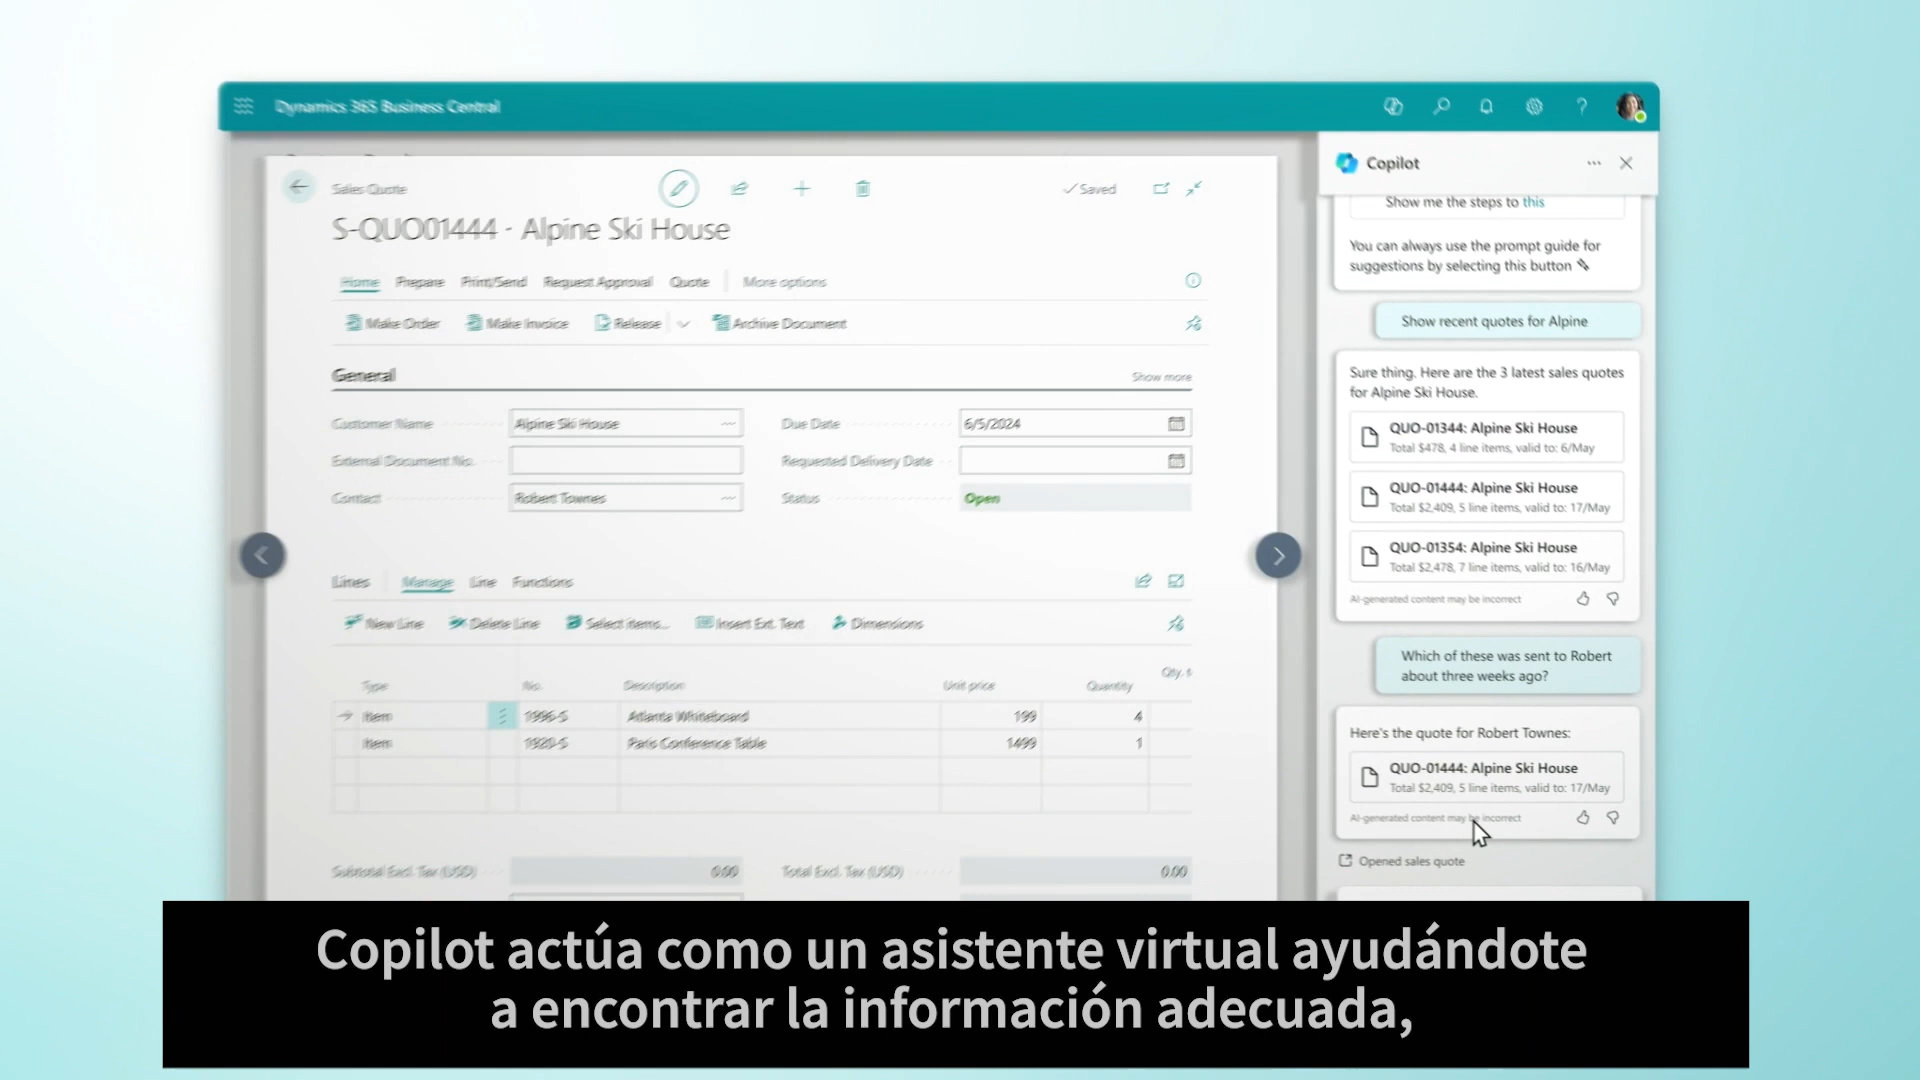 Dynamics 365 Business Central
Sales Quote
Saved
S-QUO01444 - Alpine Ski House
Home Prepare Print/Send Request Approval Quote More options
Make Order Make Invoice Release Archive Document
General
Show more
Customer Name Alpine Ski House Due Date 6/5/2024
External Document No. Requested Delivery Date
Contact Robert Townes Status Open
Lines Manage Line Functions
New Line Delete Line Select items... Insert Ext. Text Dimensions
Type No. Description Unit price Quantity Qty. t
Item 1996-S Atlanta Whiteboard 199 4
Item 1920-S Paris Conference Table 1499 1
Subtotal Excl. Tax (USD) 0.00 Total Excl. Tax (USD) 0.00
Copilot
Show me the steps to this
You can always use the prompt guide for
suggestions by selecting this button
Show recent quotes for Alpine
Sure thing. Here are the 3 latest sales quotes
for Alpine Ski House.
QUO-01344: Alpine Ski House
Total $478, 4 line items, valid to: 6/May
QUO-01444: Alpine Ski House
Total $2,409, 5 line items, valid to: 17/May
QUO-01354: Alpine Ski House
Total $2,478, 7 line items, valid to: 16/May
AI-generated content may be incorrect
Which of these was sent to Robert
about three weeks ago?
Here's the quote for Robert Townes:
QUO-01444: Alpine Ski House
Total $2,409, 5 line items, valid to: 17/May
AI-generated content may be incorrect
Opened sales quote
Copilot actúa como un asistente virtual ayudándote
a encontrar la información adecuada,